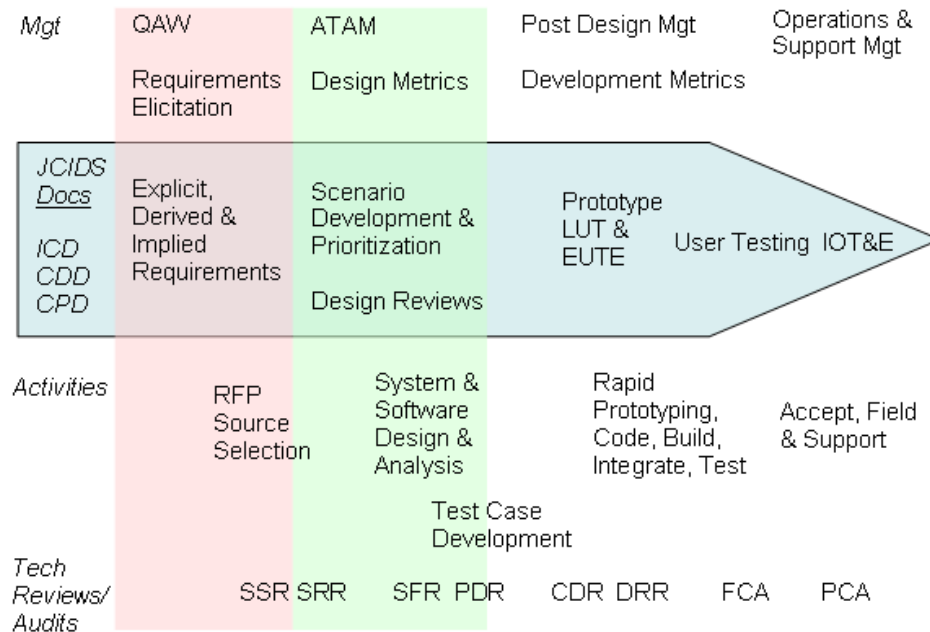 Mgt
QAW
ATAM
Post Design Mgt
Operations &
Support Mgt
Requirements
Elicitation
Design Metrics
Development Metrics
JCIDS
Docs
ICD
CDD
CPD
Explicit,
Derived &
Implied
Requirements
Scenario
Development &
Prioritization
Design Reviews
Prototype
LUT &
EUTE
User Testing
IOT&E
Activities
RFP
Source
Selection
System &
Software
Design &
Analysis
Rapid
Prototyping,
Code, Build,
Integrate, Test
Accept, Field
& Support
Test Case
Development
Tech
Reviews/
Audits
SSR SRR SFR PDR CDR DRR FCA PCA